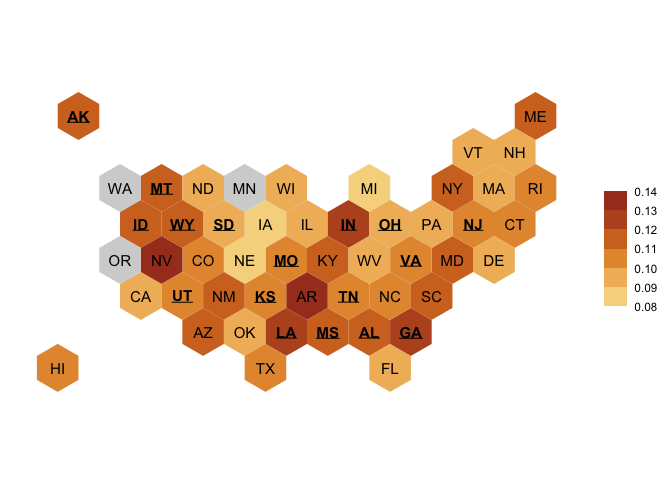 AK ME
VT NH
WA MT ND MN WI MI NY MA RI
ID WY SD IA IL IN OH PA NJ CT
OR NV CO NE MO KY WV VA MD DE
CA UT NM KS AR TN NC SC
AZ OK LA MS AL GA
HI TX FL
0.14
0.13
0.12
0.11
0.10
0.09
0.08